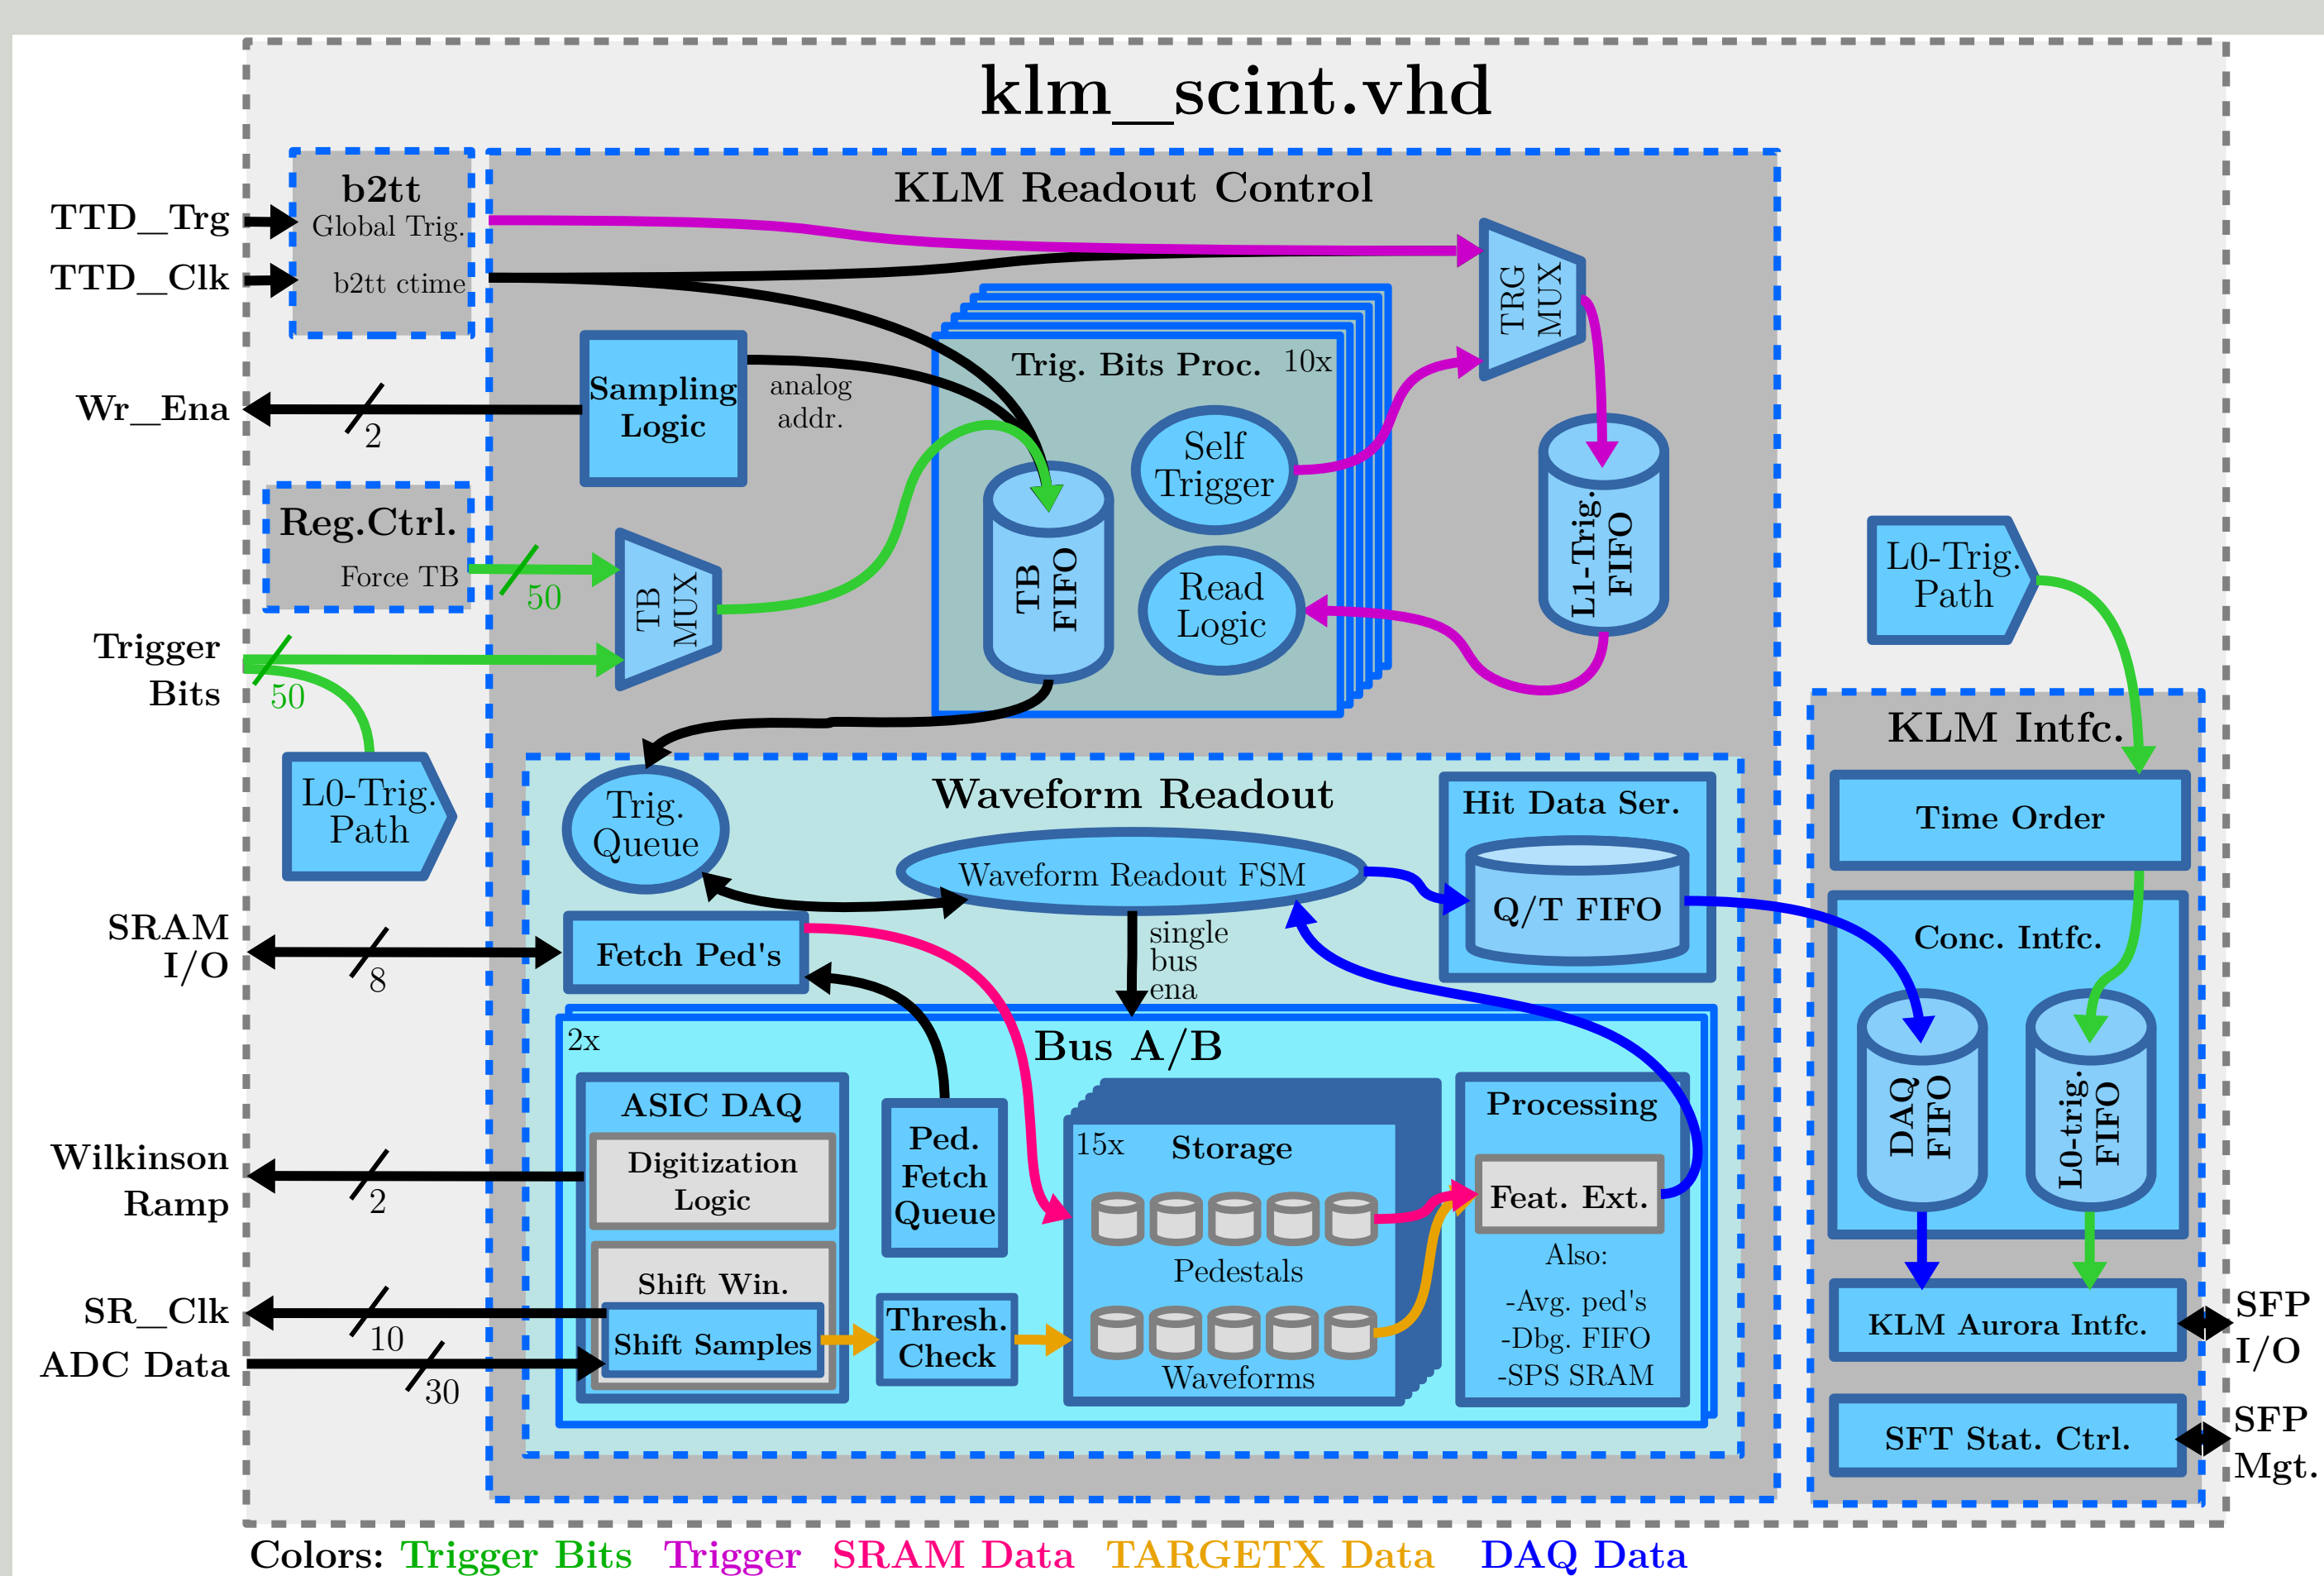 klm_scint.vhd
TTD_Trg
TTD_Clk
b2tt
Global Trig.
b2tt ctime
KLM Readout Control
Wr_Ena
2
Sampling
Logic
analog
addr.
Trig. Bits Proc.
10x
Self
Trigger
Read
Logic
TB
FIFO
TRG
MUX
L1-Trig.
FIFO
Reg.Ctrl.
Force TB
50
TB
MUX
Trigger
Bits
50
L0-Trig.
Path
L0-Trig.
Path
Waveform Readout
Trig.
Queue
Waveform Readout FSM
Hit Data Ser.
Q/T FIFO
SRAM
I/O
8
Fetch Ped's
single
bus
ena
2x
Bus A/B
ASIC DAQ
Digitization
Logic
Shift Win.
Shift Samples
Wilkinson
Ramp
2
SR_Clk
10
ADC Data
30
Ped.
Fetch
Queue
Thresh.
Check
15x
Storage
Pedestals
Waveforms
Processing
Feat. Ext.
Also:
-Avg. ped's
-Dbg. FIFO
-SPS SRAM
KLM Intfc.
Time Order
Conc. Intfc.
DAQ
FIFO
L0-trig.
FIFO
KLM Aurora Intfc.
SFT Stat. Ctrl.
SFP
I/O
SFP
Mgt.
Colors: Trigger Bits Trigger SRAM Data TARGETX Data DAQ Data